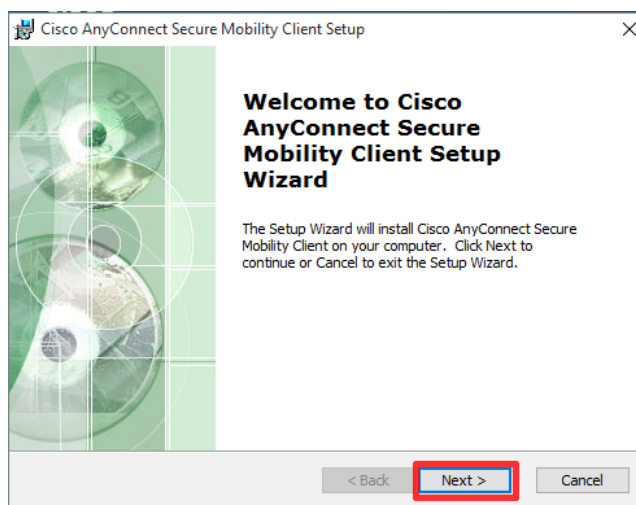 Cisco AnyConnect Secure Mobility Client Setup
Welcome to Cisco
AnyConnect Secure
Mobility Client Setup
Wizard
The Setup Wizard will install Cisco AnyConnect Secure
Mobility Client on your computer. Click Next to
continue or Cancel to exit the Setup Wizard.
< Back Next > Cancel